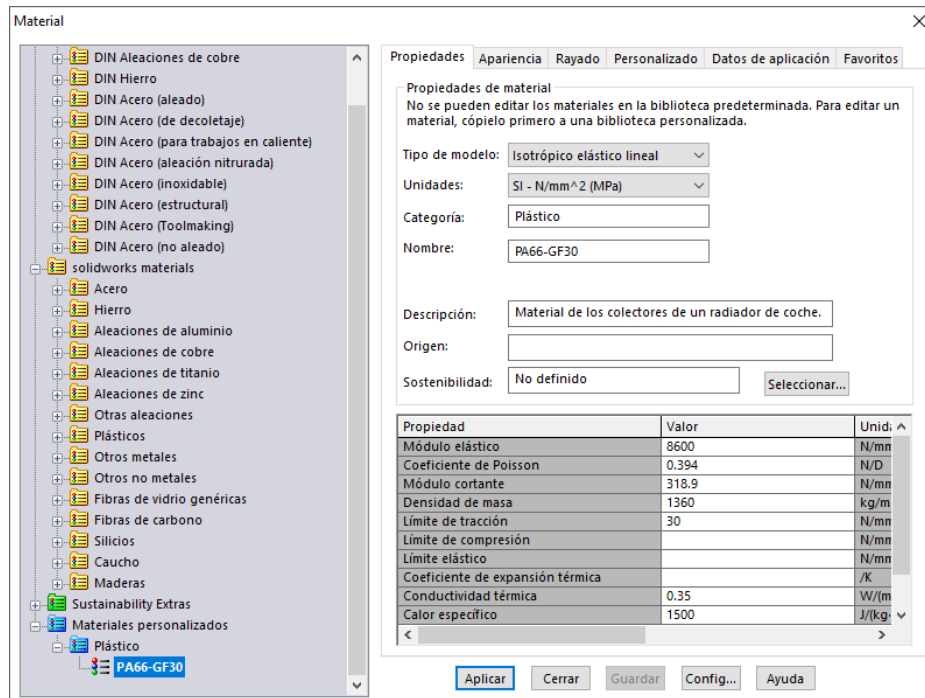 Material
DIN Aleaciones de cobre
DIN Hierro
DIN Acero (aleado)
DIN Acero (de decoletaje)
DIN Acero (para trabajos en caliente)
DIN Acero (aleación nitrurada)
DIN Acero (inoxidable)
DIN Acero (estructural)
DIN Acero (Toolmaking)
DIN Acero (no aleado)
solidworks materials
Acero
Hierro
Aleaciones de aluminio
Aleaciones de cobre
Aleaciones de titanio
Aleaciones de zinc
Otras aleaciones
Plásticos
Otros metales
Otros no metales
Fibras de vidrio genéricas
Fibras de carbono
Silicios
Caucho
Maderas
Sustainability Extras
Materiales personalizados
Plástico
PA66-GF30
Propiedades Apariencia Rayado Personalizado Datos de aplicación Favoritos
Propiedades de material
No se pueden editar los materiales en la biblioteca predeterminada. Para editar un
material, cópielo primero a una biblioteca personalizada.
Tipo de modelo: Isotrópico elástico lineal
Unidades: SI - N/mm^2 (MPa)
Categoría: Plástico
Nombre: PA66-GF30
Descripción: Material de los colectores de un radiador de coche.
Origen:
Sostenibilidad: No definido Seleccionar...
Propiedad Valor Unida
Módulo elástico 8600 N/mm
Coeficiente de Poisson 0.394 N/D
Módulo cortante 318.9 N/mm
Densidad de masa 1360 kg/m
Límite de tracción 30 N/mm
Límite de compresión N/mm
Límite elástico N/mm
Coeficiente de expansión térmica /K
Conductividad térmica 0.35 W/(m
Calor específico 1500 J/(kg·
Aplicar Cerrar Guardar Config... Ayuda